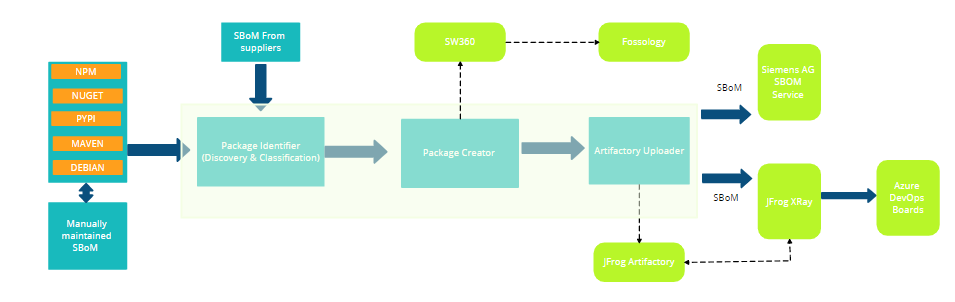 SBoM From
suppliers
SW360
Fossology
NPM
NUGET
PYPI
MAVEN
DEBIAN
Manually
maintained
SBoM
Package Identifier
(Discovery & Classification)
Package Creator
Artifactory Uploader
SBoM
Siemens AG
SBOM
Service
SBoM
JFrog XRay
Azure
DevOps
Boards
JFrog Artifactory